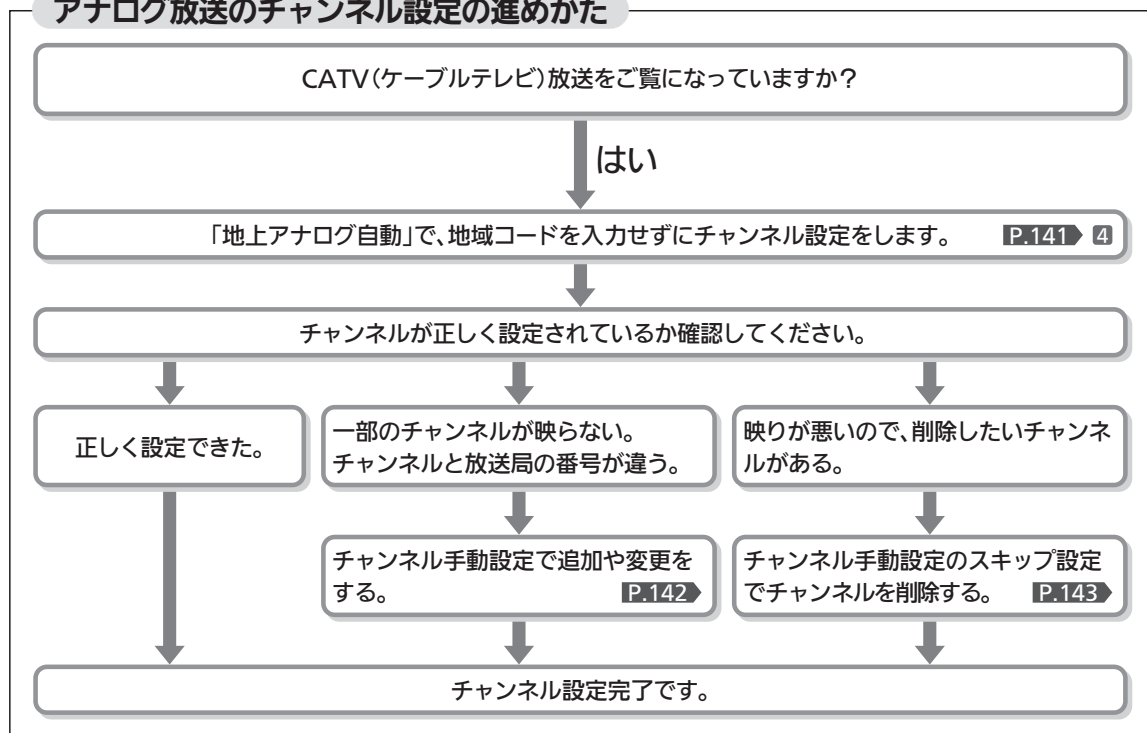 アナログ放送のチャンネル設定の進めかた
CATV(ケーブルテレビ)放送をご覧になっていますか?
はい
「地上アナログ自動」で、地域コードを入力せずにチャンネル設定をします。 P.141 4
チャンネルが正しく設定されているか確認してください。
正しく設定できた。
一部のチャンネルが映らない。
チャンネルと放送局の番号が違う。
映りが悪いので、削除したいチャンネ
ルがある。
チャンネル手動設定で追加や変更を
する。 P.142
チャンネル手動設定のスキップ設定
でチャンネルを削除する。 P.143
チャンネル設定完了です。